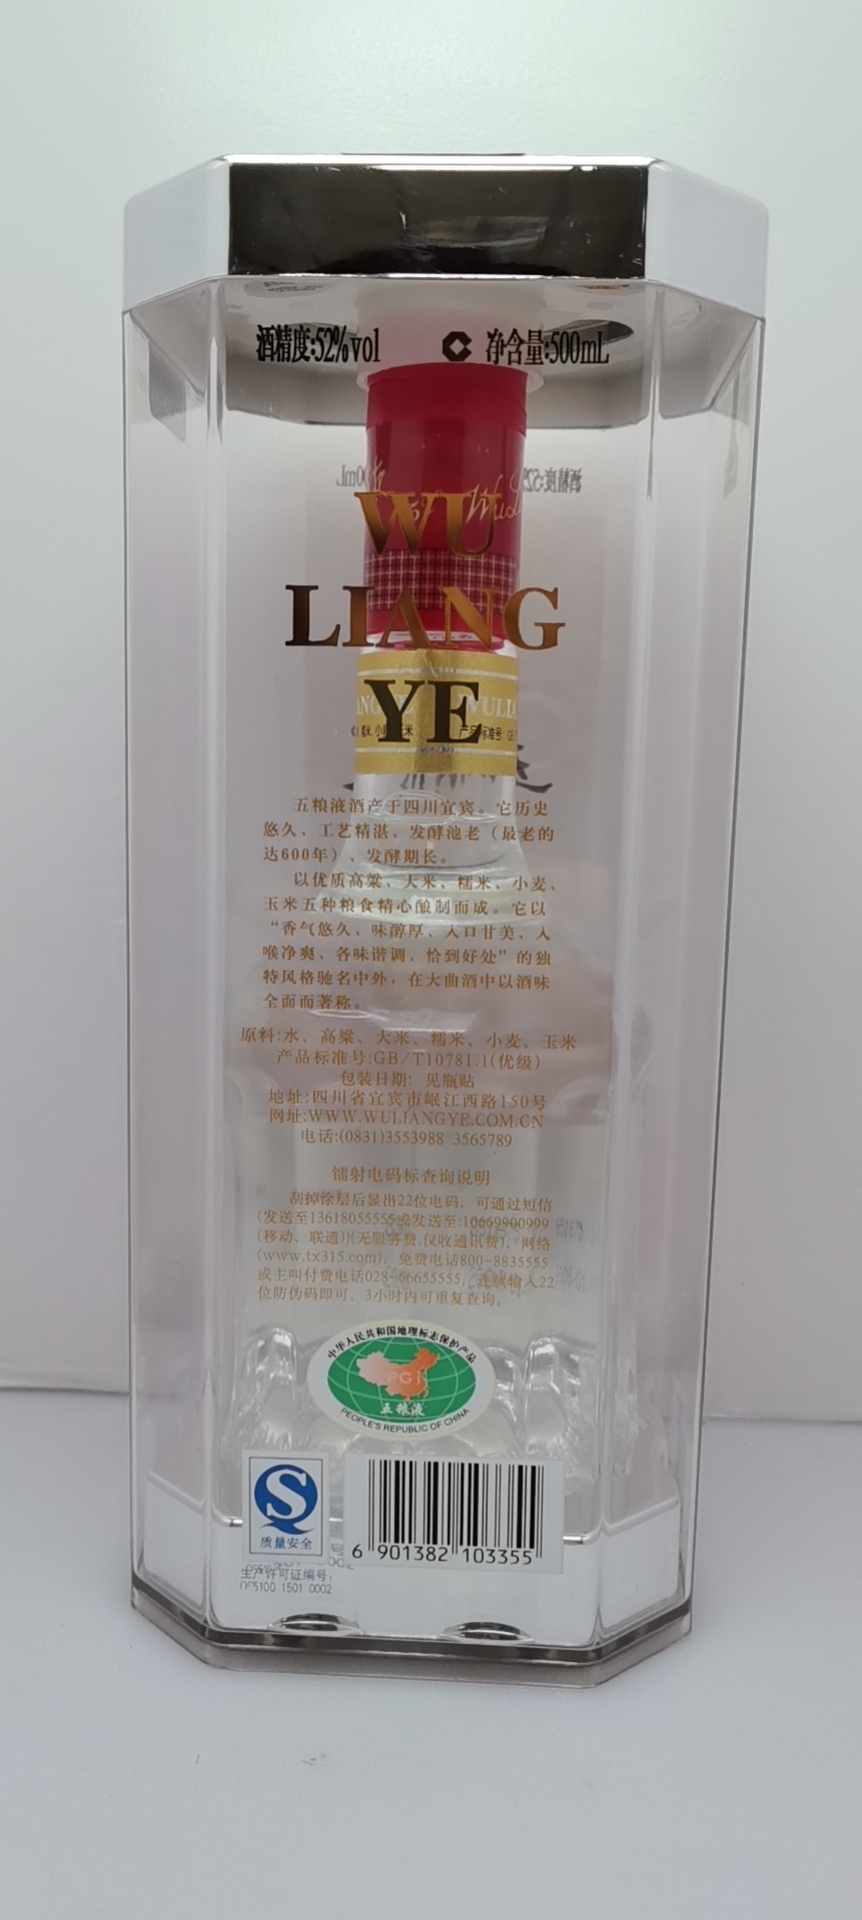 酒精度:52%vol 净含量:500mL
WU
LIANG
YE
五粮液酒产于四川宜宾。它历史
悠久、工艺精湛、发酵池老（最老的
达600年）、发酵期长。
以优质高粱、大米、糯米、小麦、
玉米五种粮食精心酿制而成。它以
“香气悠久、味醇厚、入口甘美、入
喉净爽、各味谐调、恰到好处”的独
特风格驰名中外，在大曲酒中以酒味
全面而著称。
原料:水、高粱、大米、糯米、小麦、玉米
产品标准号:GB/T10781.1(优级)
包装日期: 见瓶贴
地址:四川省宜宾市岷江西路150号
网址:WWW.WULIANGYE.COM.CN
电话:(0831)3553988 3565789
镭射电码标查询说明
刮掉涂层后显出22位电码，可通过短信
(发送至13618055555或发送至:10669900999
(移动、联通))(无服务费,仅收通讯费)、网络
(www.tx315.com)、免费电话800-8835555
或主叫付费电话028-66655555，连续输入22
位防伪码即可。3小时内可重复查询。
中华人民共和国地理标志保护产品
PGI
五粮液
PEOPLE'S REPUBLIC OF CHINA
质量安全
生产许可证编号:
QS5100 1501 0002
6 901382 103355